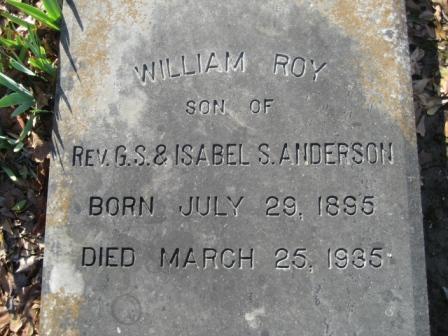 WILLIAM ROY
SON OF
REV. G. S. & ISABEL S. ANDERSON
BORN JULY 29, 1895
DIED MARCH 25, 1935